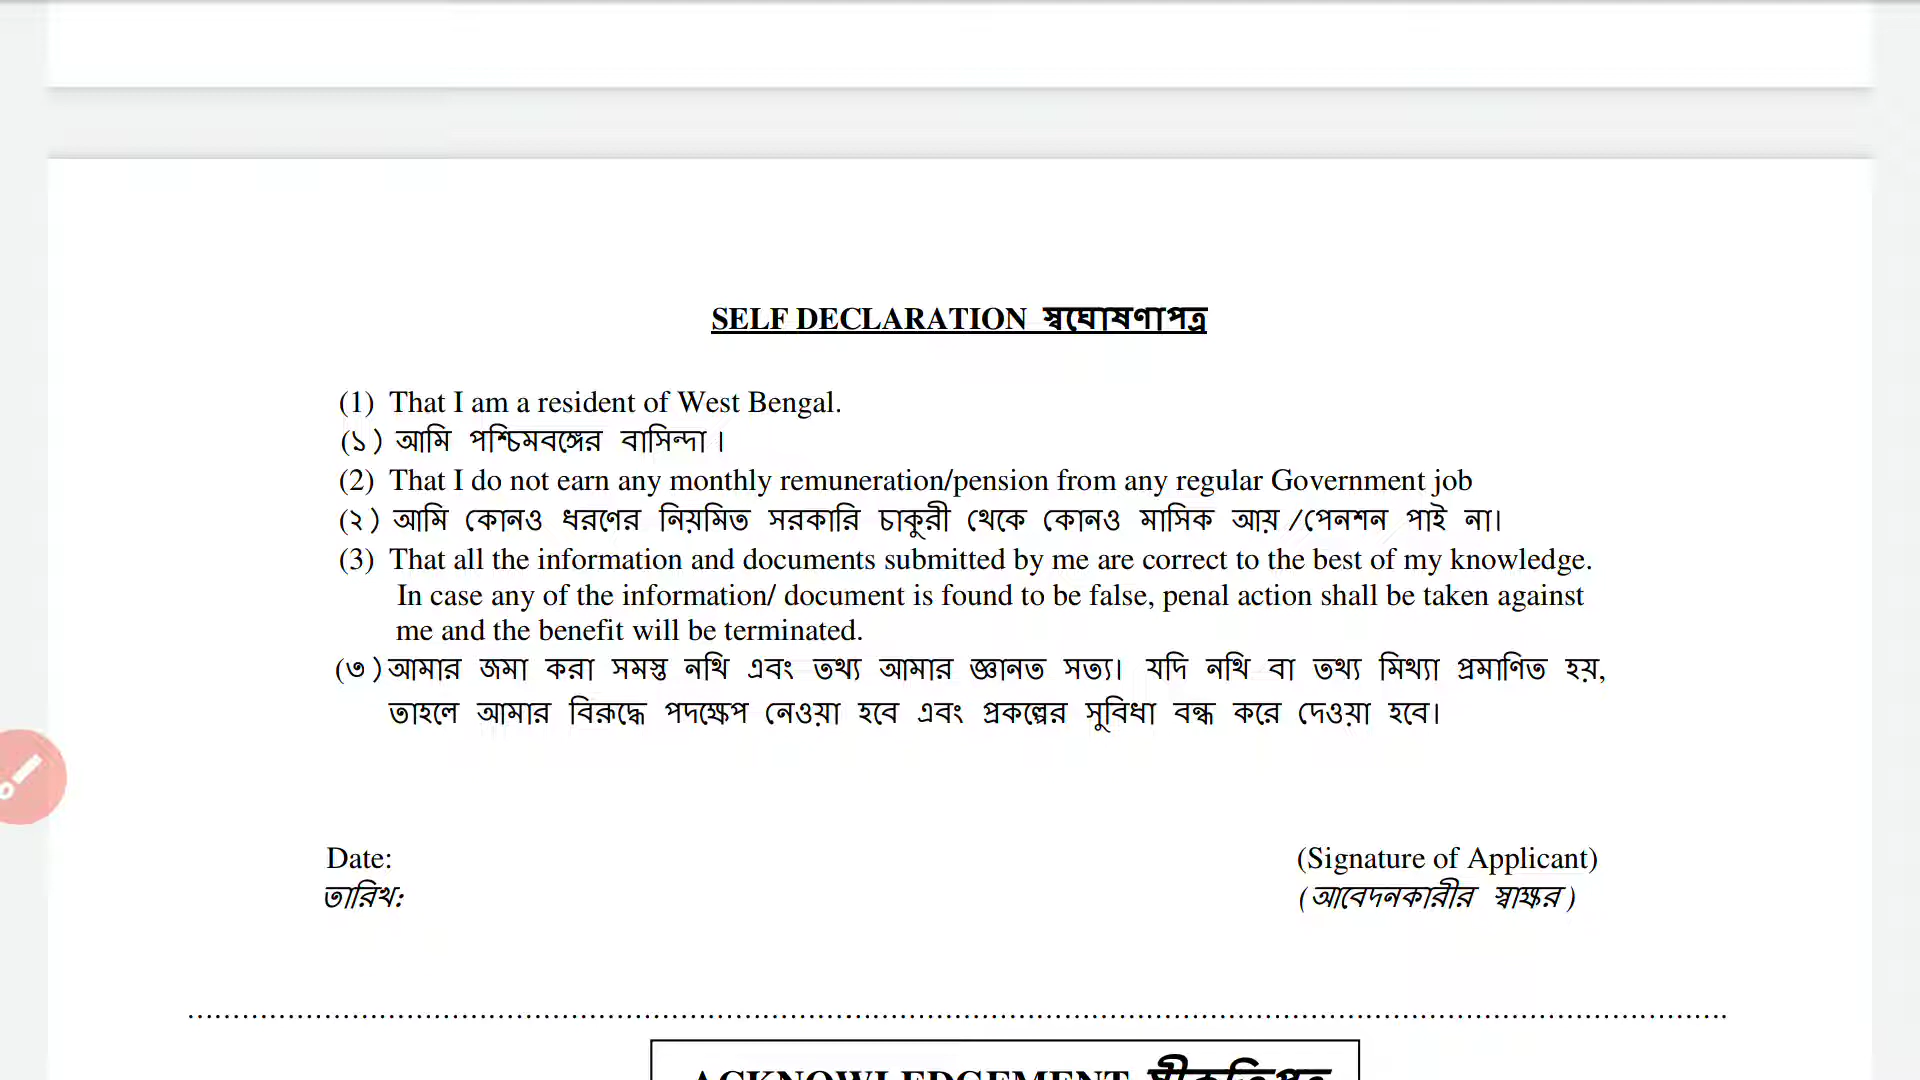 SELF DECLARATION স্বঘোষণাপত্র
(1) That I am a resident of West Bengal.
(১) আমি পশ্চিমবঙ্গের বাসিন্দা।
(2) That I do not earn any monthly remuneration/pension from any regular Government job
(২) আমি কোনও ধরণের নিয়মিত সরকারি চাকুরী থেকে কোনও মাসিক আয় /পেনশন পাই না।
(3) That all the information and documents submitted by me are correct to the best of my knowledge.
In case any of the information/ document is found to be false, penal action shall be taken against
me and the benefit will be terminated.
(৩) আমার জমা করা সমস্ত নথি এবং তথ্য আমার জ্ঞানত সত্য। যদি নথি বা তথ্য মিথ্যা প্রমাণিত হয়,
তাহলে আমার বিরূদ্ধে পদক্ষেপ নেওয়া হবে এবং প্রকল্পের সুবিধা বন্ধ করে দেওয়া হবে।
Date: (Signature of Applicant)
তারিখ: (আবেদনকারীর স্বাক্ষর)
ACKNOWLEDGEMENT স্বীকৃতিপত্র